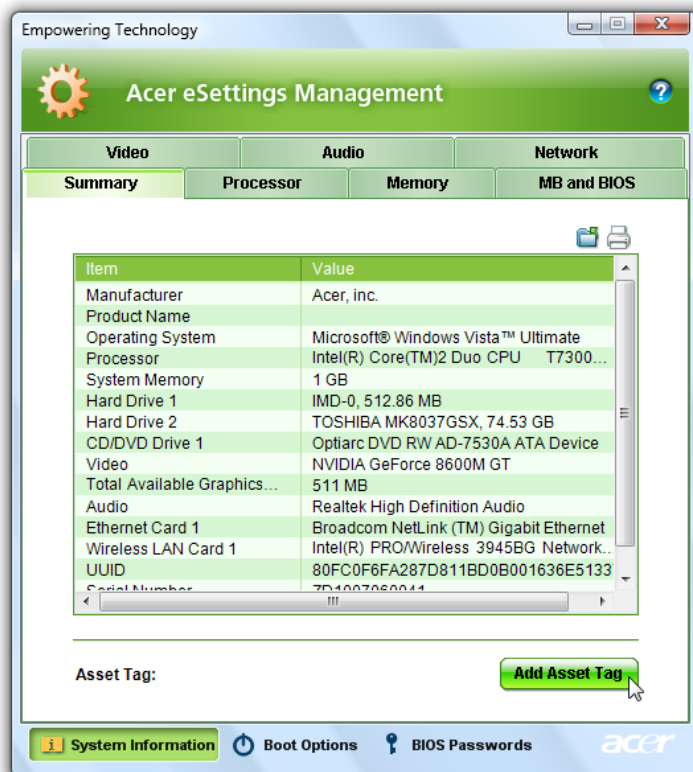 Empowering Technology
Acer eSettings Management
Video Audio Network
Summary Processor Memory MB and BIOS
Item Value
Manufacturer Acer, inc.
Product Name
Operating System Microsoft® Windows Vista™ Ultimate
Processor Intel(R) Core(TM)2 Duo CPU T7300...
System Memory 1 GB
Hard Drive 1 IMD-0, 512.86 MB
Hard Drive 2 TOSHIBA MK8037GSX, 74.53 GB
CD/DVD Drive 1 Optiarc DVD RW AD-7530A ATA Device
Video NVIDIA GeForce 8600M GT
Total Available Graphics... 511 MB
Audio Realtek High Definition Audio
Ethernet Card 1 Broadcom NetLink (TM) Gigabit Ethernet
Wireless LAN Card 1 Intel(R) PRO/Wireless 3945BG Network...
UUID 80FC0F6FA287D811BD0B001636E5133
Serial Number
Asset Tag: Add Asset Tag
System Information Boot Options BIOS Passwords acer